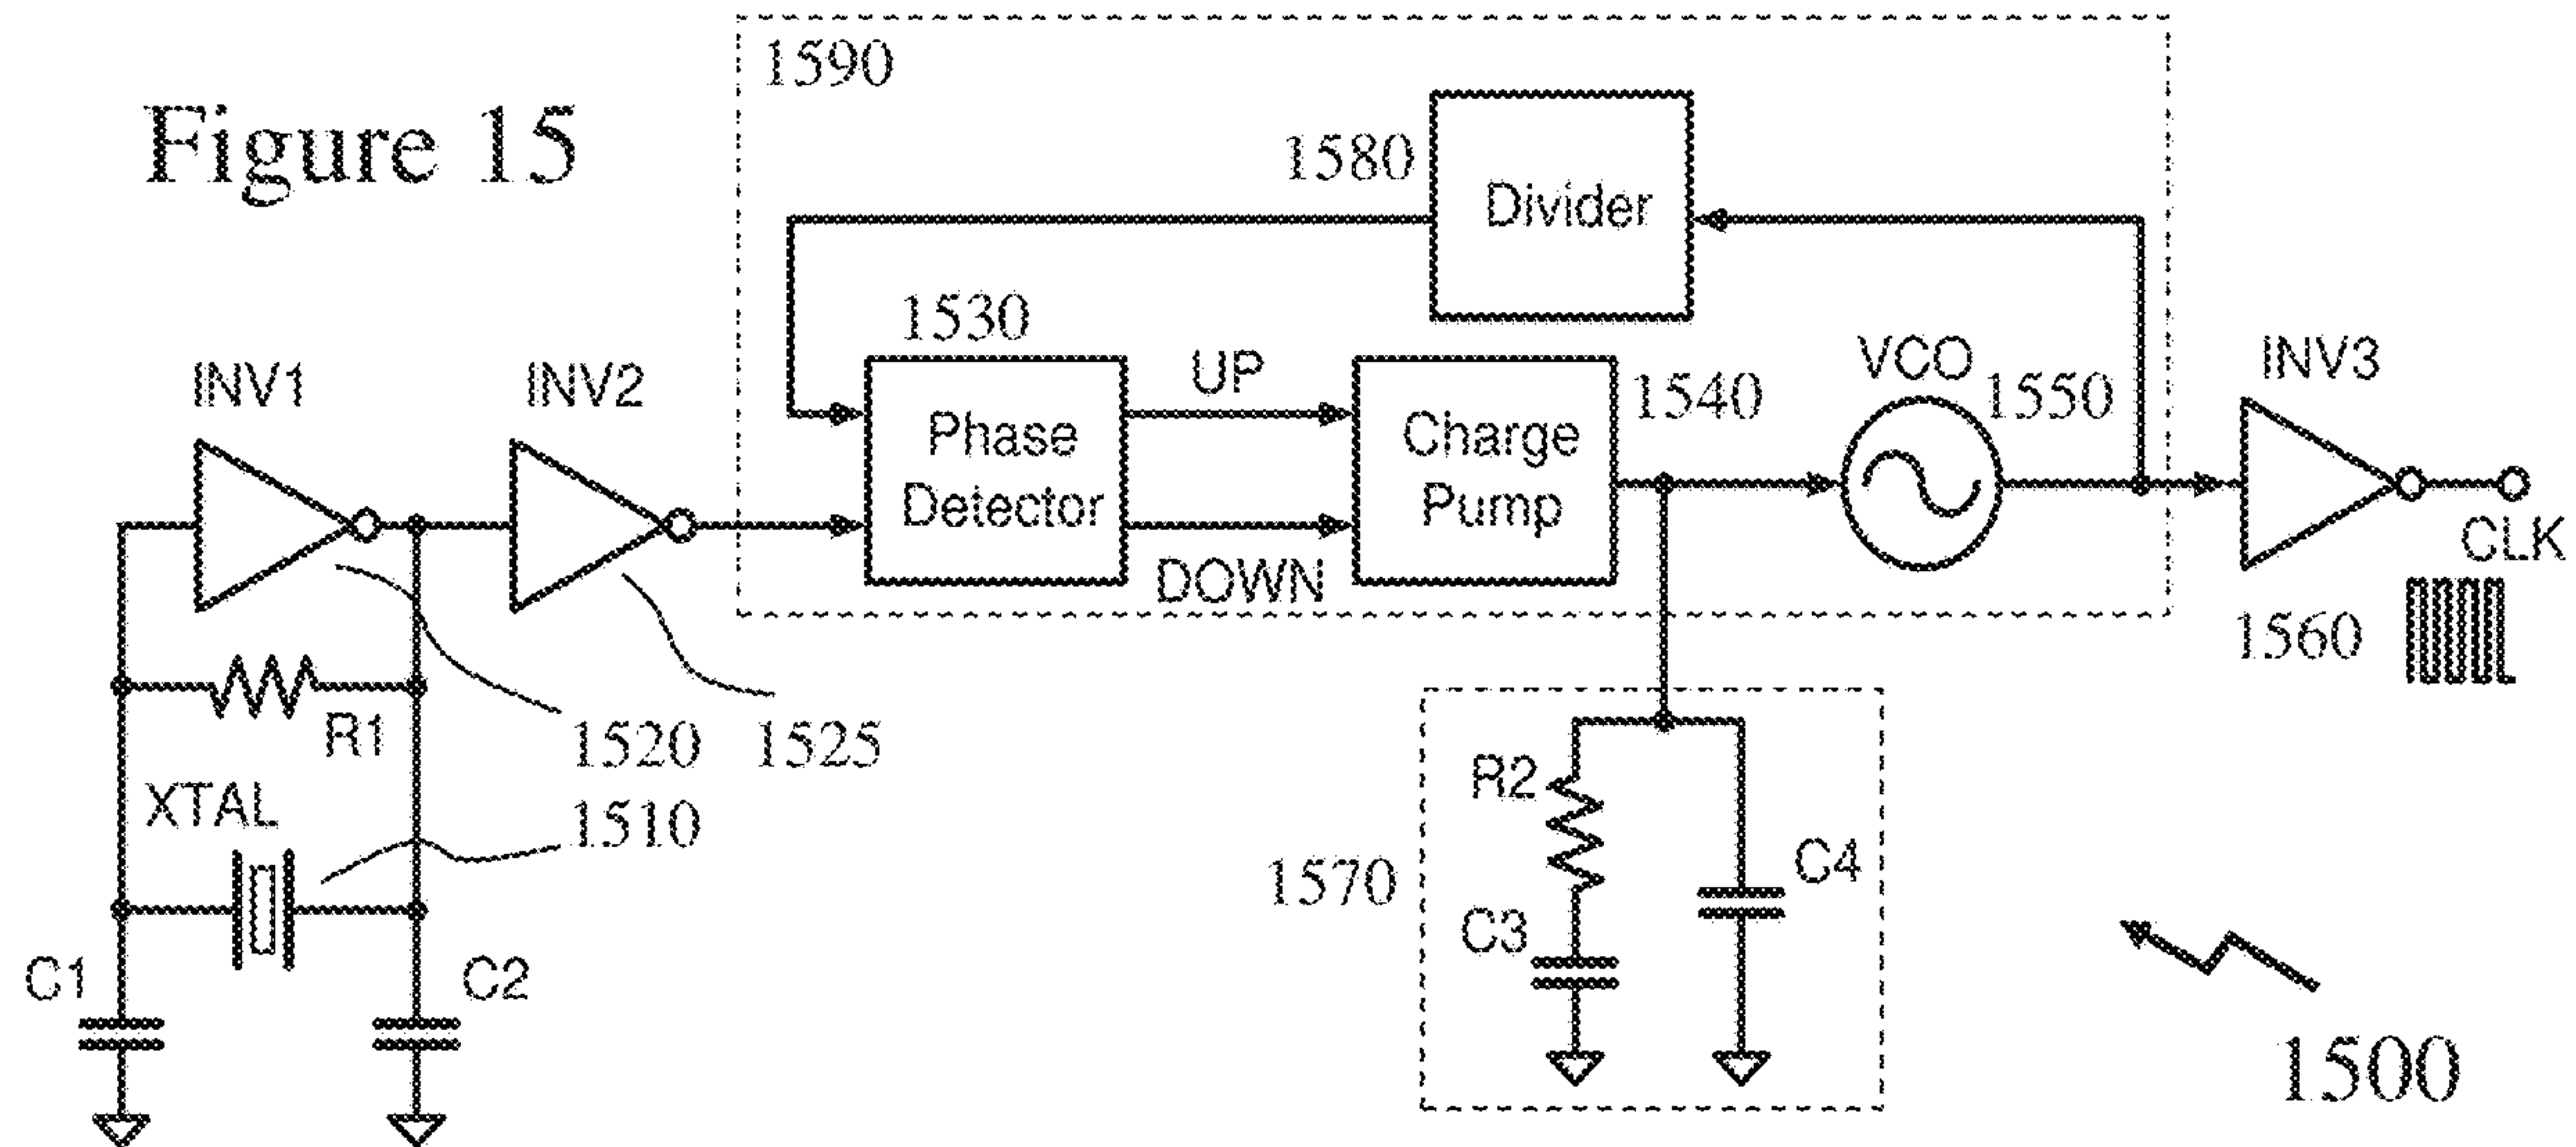 Figure 15
1590
1580
Divider
1530
INV1
INV2
UP
Phase
Detector
DOWN
Charge
Pump
1540
VCO
1550
INV3
CLK
1560
R1
1520
1525
XTAL
1510
C1
C2
R2
1570
C3
C4
1500